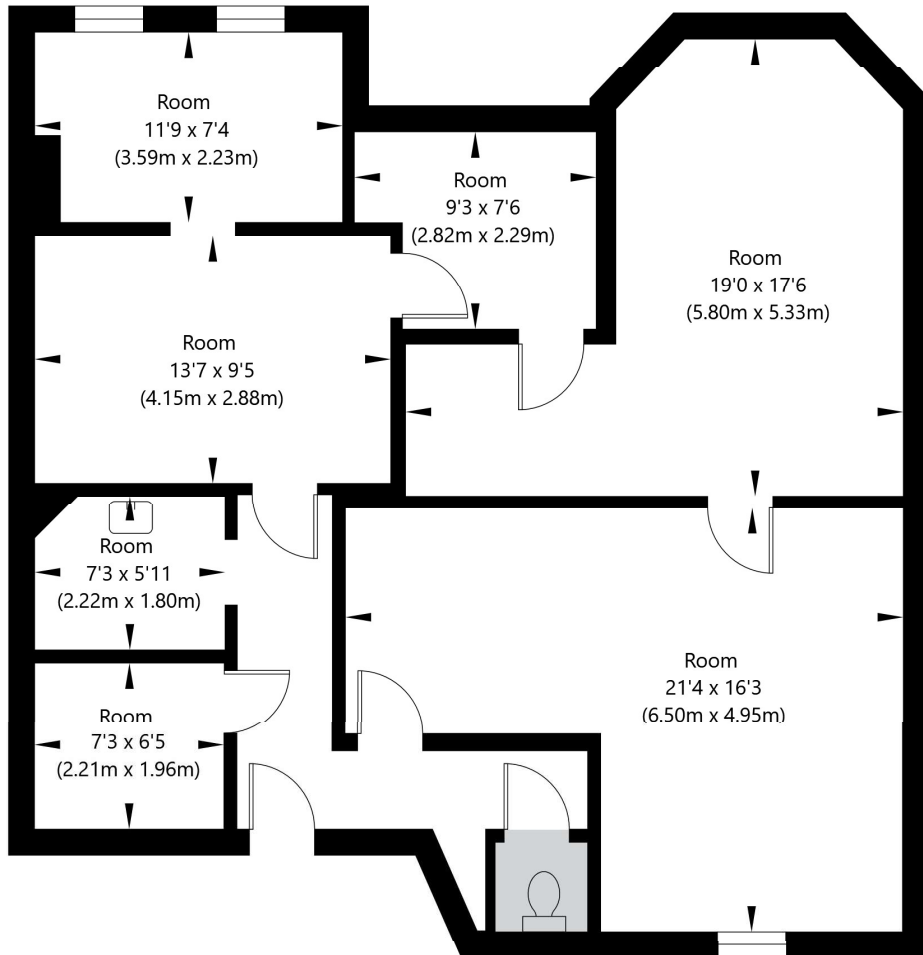 Room
11'9 x 7'4
(3.59m x 2.23m)
Room
9'3 x 7'6
(2.82m x 2.29m)
Room
19'0 x 17'6
(5.80m x 5.33m)
Room
13'7 x 9'5
(4.15m x 2.88m)
Room
7'3 x 5'11
(2.22m x 1.80m)
Room
21'4 x 16'3
(6.50m x 4.95m)
Room
7'3 x 6'5
(2.21m x 1.96m)